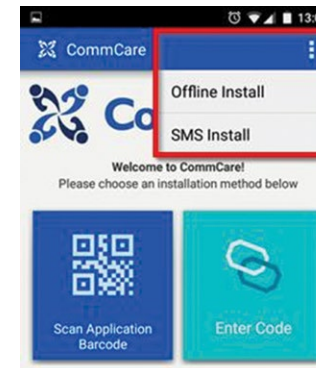 13:0
CommCare
Offline Install
Co
SMS Install
Welcome to CommCare!
Please choose an installation method below
Scan Application
Barcode
Enter Code